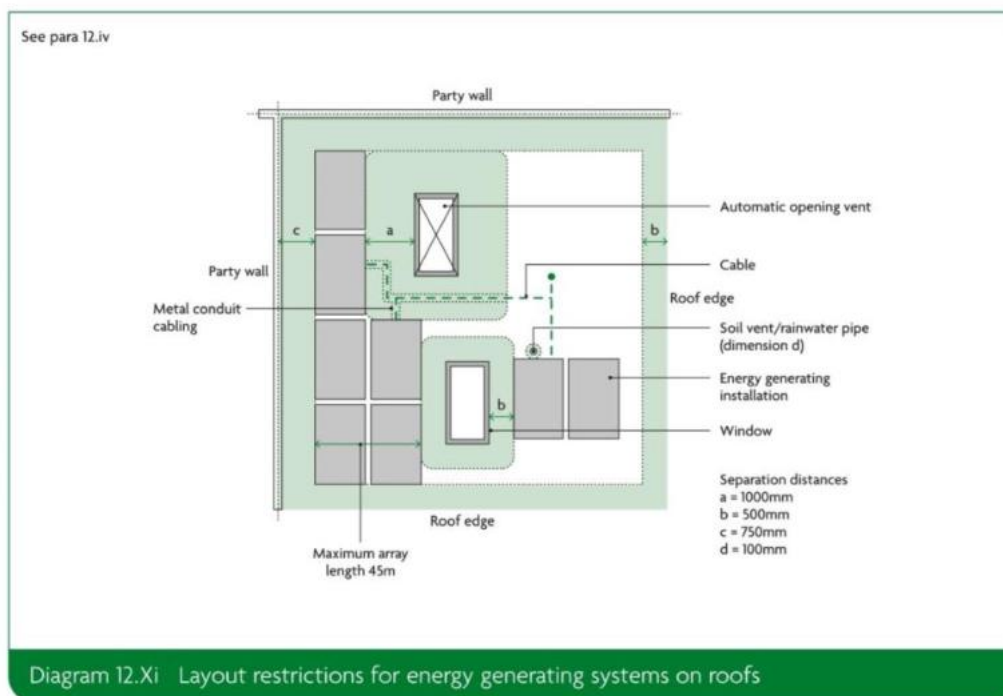 See para 12.iv
Party wall
Automatic opening vent
c
a
b
Cable
Party wall
Roof edge
Metal conduit
cabling
Soil vent/rainwater pipe
(dimension d)
Energy generating
installation
b
Window
Separation distances
a = 1000mm
b = 500mm
c = 750mm
d = 100mm
Roof edge
Maximum array
length 45m
Diagram 12.Xi Layout restrictions for energy generating systems on roofs